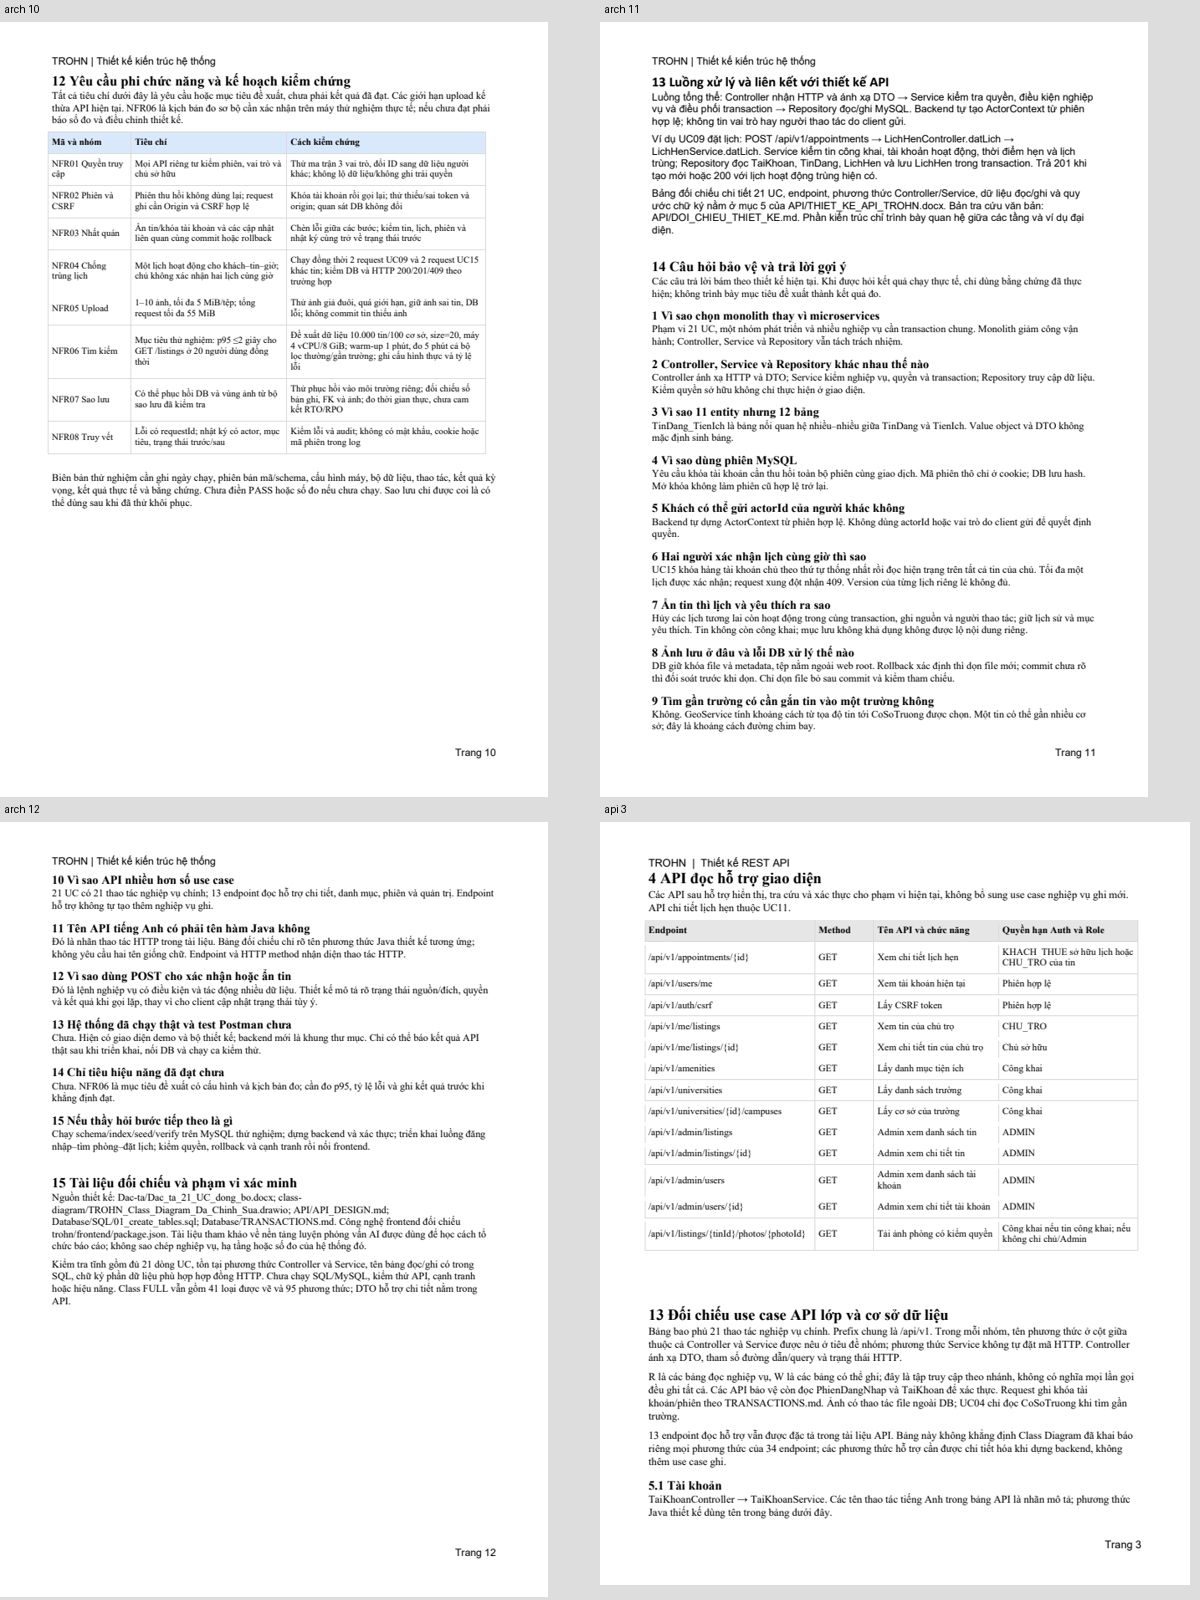 arch 10
TROHN | Thiết kế kiến trúc hệ thống
12 Yêu cầu phi chức năng và kế hoạch kiểm chứng
Tất cả tiêu chí dưới đây là yêu cầu hoặc mục tiêu đề xuất, chưa phải kết quả đã đạt. Các giới hạn upload kế
thừa API hiện tại. NFR06 là kịch bản đo sơ bộ cần xác nhận trên máy thử nghiệm thực tế; nếu chưa đạt phải
báo số đo và điều chỉnh thiết kế.
Mã và nhóm
Tiêu chí
Cách kiểm chứng
NFR01 Quyền truy
cập
Mọi API riêng tư kiểm phiên, vai trò và
chủ sở hữu
Thử ma trận 3 vai trò, đổi ID sang dữ liệu người
khác; không lộ dữ liệu/không ghi trái quyền
NFR02 Phiên và
CSRF
Phiên thu hồi không dùng lại; request
ghi cần Origin và CSRF hợp lệ
Khóa tài khoản rồi gọi lại; thử thiếu/sai token và
origin; quan sát DB không đổi
NFR03 Nhất quán
Ẩn tin/khóa tài khoản và các cập nhật
liên quan cùng commit hoặc rollback
Chèn lỗi giữa các bước; kiểm tin, lịch, phiên và
nhật ký cùng trở về trạng thái trước
NFR04 Chống
trùng lịch
Một lịch hoạt động cho khách–tin–giờ;
chủ không xác nhận hai lịch cùng giờ
Chạy đồng thời 2 request UC09 và 2 request UC15
khác tin; kiểm DB và HTTP 200/201/409 theo
trường hợp
NFR05 Upload
1–10 ảnh, tối đa 5 MiB/tệp; tổng
request tối đa 55 MiB
Thử ảnh giả đuôi, quá giới hạn, giữ ảnh sai tin, DB
lỗi; không commit tin thiếu ảnh
NFR06 Tìm kiếm
Mục tiêu thử nghiệm: p95 ≤2 giây cho
GET /listings ở 20 người dùng đồng
thời
Đề xuất dữ liệu 10.000 tin/100 cơ sở, size=20, máy
4 vCPU/8 GiB; warm-up 1 phút, đo 5 phút cả bộ
lọc thường/gần trường; ghi cấu hình thực và tỷ lệ
lỗi
NFR07 Sao lưu
Có thể phục hồi DB và vùng ảnh từ bộ
sao lưu đã kiểm tra
Thử phục hồi vào môi trường riêng; đối chiếu số
bản ghi, FK và ảnh; đo thời gian thực, chưa cam
kết RTO/RPO
NFR08 Truy vết
Lỗi có requestId; nhật ký có actor, mục
tiêu, trạng thái trước/sau
Kiểm lỗi và audit; không có mật khẩu, cookie hoặc
mã phiên trong log
Biên bản thử nghiệm cần ghi ngày chạy, phiên bản mã/schema, cấu hình máy, bộ dữ liệu, thao tác, kết quả kỳ
vọng, kết quả thực tế và bằng chứng. Chưa điền PASS hoặc số đo nếu chưa chạy. Sao lưu chỉ được coi là có
thể dùng sau khi đã thử khôi phục.
Trang 10
arch 11
TROHN | Thiết kế kiến trúc hệ thống
13 Luồng xử lý và liên kết với thiết kế API
Luồng tổng thể: Controller nhận HTTP và ánh xạ DTO → Service kiểm tra quyền, điều kiện nghiệp
vụ và điều phối transaction → Repository đọc/ghi MySQL. Backend tự tạo ActorContext từ phiên
hợp lệ; không tin vai trò hay người thao tác do client gửi.
Ví dụ UC09 đặt lịch: POST /api/v1/appointments → LichHenController.datLich →
LichHenService.datLich. Service kiểm tin công khai, tài khoản hoạt động, thời điểm hẹn và lịch
trùng; Repository đọc TaiKhoan, TinDang, LichHen và lưu LichHen trong transaction. Trả 201 khi
tạo mới hoặc 200 với lịch hoạt động trùng hiện có.
Bảng đối chiếu chi tiết 21 UC, endpoint, phương thức Controller/Service, dữ liệu đọc/ghi và quy
ước chữ ký nằm ở mục 5 của API/THIET_KE_API_TROHN.docx. Bản tra cứu văn bản:
API/DOI_CHIEU_THIET_KE.md. Phần kiến trúc chỉ trình bày quan hệ giữa các tầng và ví dụ đại
diện.
14 Câu hỏi bảo vệ và trả lời gợi ý
Các câu trả lời bám theo thiết kế hiện tại. Khi được hỏi kết quả chạy thực tế, chỉ dùng bằng chứng đã thực
hiện; không trình bày mục tiêu đề xuất thành kết quả đo.
1 Vì sao chọn monolith thay vì microservices
Phạm vi 21 UC, một nhóm phát triển và nhiều nghiệp vụ cần transaction chung. Monolith giảm công vận
hành; Controller, Service và Repository vẫn tách trách nhiệm.
2 Controller, Service và Repository khác nhau thế nào
Controller ánh xạ HTTP và DTO; Service kiểm nghiệp vụ, quyền và transaction; Repository truy cập dữ liệu.
Kiểm quyền sở hữu không chỉ thực hiện ở giao diện.
3 Vì sao 11 entity nhưng 12 bảng
TinDang_TienIch là bảng nối quan hệ nhiều–nhiều giữa TinDang và TienIch. Value object và DTO không
mặc định sinh bảng.
4 Vì sao dùng phiên MySQL
Yêu cầu khóa tài khoản cần thu hồi toàn bộ phiên cùng giao dịch. Mã phiên thô chỉ ở cookie; DB lưu hash.
Mở khóa không làm phiên cũ hợp lệ trở lại.
5 Khách có thể gửi actorId của người khác không
Backend tự dựng ActorContext từ phiên hợp lệ. Không dùng actorId hoặc vai trò do client gửi để quyết định
quyền.
6 Hai người xác nhận lịch cùng giờ thì sao
UC15 khóa hàng tài khoản chủ theo thứ tự thống nhất rồi đọc hiện trạng trên tất cả tin của chủ. Tối đa một
lịch được xác nhận; request xung đột nhận 409. Version của từng lịch riêng lẻ không đủ.
7 Ẩn tin thì lịch và yêu thích ra sao
Hủy các lịch tương lai còn hoạt động trong cùng transaction, ghi nguồn và người thao tác; giữ lịch sử và mục
yêu thích. Tin không còn công khai; mục lưu không khả dụng không được lộ nội dung riêng.
8 Ảnh lưu ở đâu và lỗi DB xử lý thế nào
DB giữ khóa file và metadata, tệp nằm ngoài web root. Rollback xác định thì dọn file mới; commit chưa rõ
thì đối soát trước khi dọn. Chỉ dọn file bỏ sau commit và kiểm tham chiếu.
9 Tìm gần trường có cần gắn tin vào một trường không
Không. GeoService tính khoảng cách từ tọa độ tin tới CoSoTruong được chọn. Một tin có thể gần nhiều cơ
sở; đây là khoảng cách đường chim bay.
Trang 11
arch 12
TROHN | Thiết kế kiến trúc hệ thống
10 Vì sao API nhiều hơn số use case
21 UC có 21 thao tác nghiệp vụ chính; 13 endpoint đọc hỗ trợ chi tiết, danh mục, phiên và quản trị. Endpoint
hỗ trợ không tự tạo thêm nghiệp vụ ghi.
11 Tên API tiếng Anh có phải tên hàm Java không
Đó là nhãn thao tác HTTP trong tài liệu. Bảng đối chiếu chỉ rõ tên phương thức Java thiết kế tương ứng;
không yêu cầu hai tên giống chữ. Endpoint và HTTP method nhận diện thao tác HTTP.
12 Vì sao dùng POST cho xác nhận hoặc ẩn tin
Đó là lệnh nghiệp vụ có điều kiện và tác động nhiều dữ liệu. Thiết kế mô tả rõ trạng thái nguồn/đích, quyền
và kết quả khi gọi lặp, thay vì cho client cập nhật trạng thái tùy ý.
13 Hệ thống đã chạy thật và test Postman chưa
Chưa. Hiện có giao diện demo và bộ thiết kế; backend mới là khung thư mục. Chỉ có thể báo kết quả API
thật sau khi triển khai, nối DB và chạy ca kiểm thử.
14 Chỉ tiêu hiệu năng đã đạt chưa
Chưa. NFR06 là mục tiêu đề xuất có cấu hình và kịch bản đo; cần đo p95, tỷ lệ lỗi và ghi kết quả trước khi
khẳng định đạt.
15 Nếu thầy hỏi bước tiếp theo là gì
Chạy schema/index/seed/verify trên MySQL thử nghiệm; dựng backend và xác thực; triển khai luồng đăng
nhập–tìm phòng–đặt lịch; kiểm quyền, rollback và cạnh tranh rồi nối frontend.
15 Tài liệu đối chiếu và phạm vi xác minh
Nguồn thiết kế: Dac-ta/Dac_ta_21_UC_dong_bo.docx; class-
diagram/TROHN_Class_Diagram_Da_Chinh_Sua.drawio; API/API_DESIGN.md;
Database/SQL/01_create_tables.sql; Database/TRANSACTIONS.md. Công nghệ frontend đối chiếu
trohn/frontend/package.json. Tài liệu tham khảo về nền tảng luyện phỏng vấn AI được dùng để học cách tổ
chức báo cáo; không sao chép nghiệp vụ, hạ tầng hoặc số đo của hệ thống đó.
Kiểm tra tĩnh gồm đủ 21 dòng UC, tồn tại phương thức Controller và Service, tên bảng đọc/ghi có trong
SQL, chữ ký phần dữ liệu phù hợp hợp đồng HTTP. Chưa chạy SQL/MySQL, kiểm thử API, cạnh tranh
hoặc hiệu năng. Class FULL vẫn gồm 41 loại được vẽ và 95 phương thức; DTO hỗ trợ chi tiết nằm trong
API.
Trang 12
api 3
TROHN | Thiết kế REST API
4 API đọc hỗ trợ giao diện
Các API sau hỗ trợ hiển thị, tra cứu và xác thực cho phạm vi hiện tại, không bổ sung use case nghiệp vụ ghi mới.
API chi tiết lịch hẹn thuộc UC11.
Endpoint
Method
Tên API và chức năng
Quyền hạn Auth và Role
/api/v1/appointments/{id}
GET
Xem chi tiết lịch hẹn
KHACH_THUE sở hữu lịch hoặc
CHU_TRO của tin
/api/v1/users/me
GET
Xem tài khoản hiện tại
Phiên hợp lệ
/api/v1/auth/csrf
GET
Lấy CSRF token
Phiên hợp lệ
/api/v1/me/listings
GET
Xem tin của chủ trọ
CHU_TRO
/api/v1/me/listings/{id}
GET
Xem chi tiết tin của chủ trọ
Chủ sở hữu
/api/v1/amenities
GET
Lấy danh mục tiện ích
Công khai
/api/v1/universities
GET
Lấy danh sách trường
Công khai
/api/v1/universities/{id}/campuses
GET
Lấy cơ sở của trường
Công khai
/api/v1/admin/listings
GET
Admin xem danh sách tin
ADMIN
/api/v1/admin/listings/{id}
GET
Admin xem chi tiết tin
ADMIN
/api/v1/admin/users
GET
Admin xem danh sách tài
khoản
ADMIN
/api/v1/admin/users/{id}
GET
Admin xem chi tiết tài khoản
ADMIN
/api/v1/listings/{tinId}/photos/{photoId}
GET
Tải ảnh phòng có kiểm quyền
Công khai nếu tin công khai; nếu
không chỉ chủ/Admin
13 Đối chiếu use case API lớp và cơ sở dữ liệu
Bảng bao phủ 21 thao tác nghiệp vụ chính. Prefix chung là /api/v1. Trong mỗi nhóm, tên phương thức ở cột giữa
thuộc cả Controller và Service được nêu ở tiêu đề nhóm; phương thức Service không tự đặt mã HTTP. Controller
ánh xạ DTO, tham số đường dẫn/query và trạng thái HTTP.
R là các bảng đọc nghiệp vụ, W là các bảng có thể ghi; đây là tập truy cập theo nhánh, không có nghĩa mọi lần gọi
đều ghi tất cả. Các API bảo vệ còn đọc PhienDangNhap và TaiKhoan để xác thực. Request ghi khóa tài
khoản/phiên theo TRANSACTIONS.md. Ảnh có thao tác file ngoài DB; UC04 chỉ đọc CoSoTruong khi tìm gần
trường.
13 endpoint đọc hỗ trợ vẫn được đặc tả trong tài liệu API. Bảng này không khẳng định Class Diagram đã khai báo
riêng mọi phương thức của 34 endpoint; các phương thức hỗ trợ cần được chi tiết hóa khi dựng backend, không
thêm use case ghi.
5.1 Tài khoản
TaiKhoanController → TaiKhoanService. Các tên thao tác tiếng Anh trong bảng API là nhãn mô tả; phương thức
Java thiết kế dùng tên trong bảng dưới đây.
Trang 3